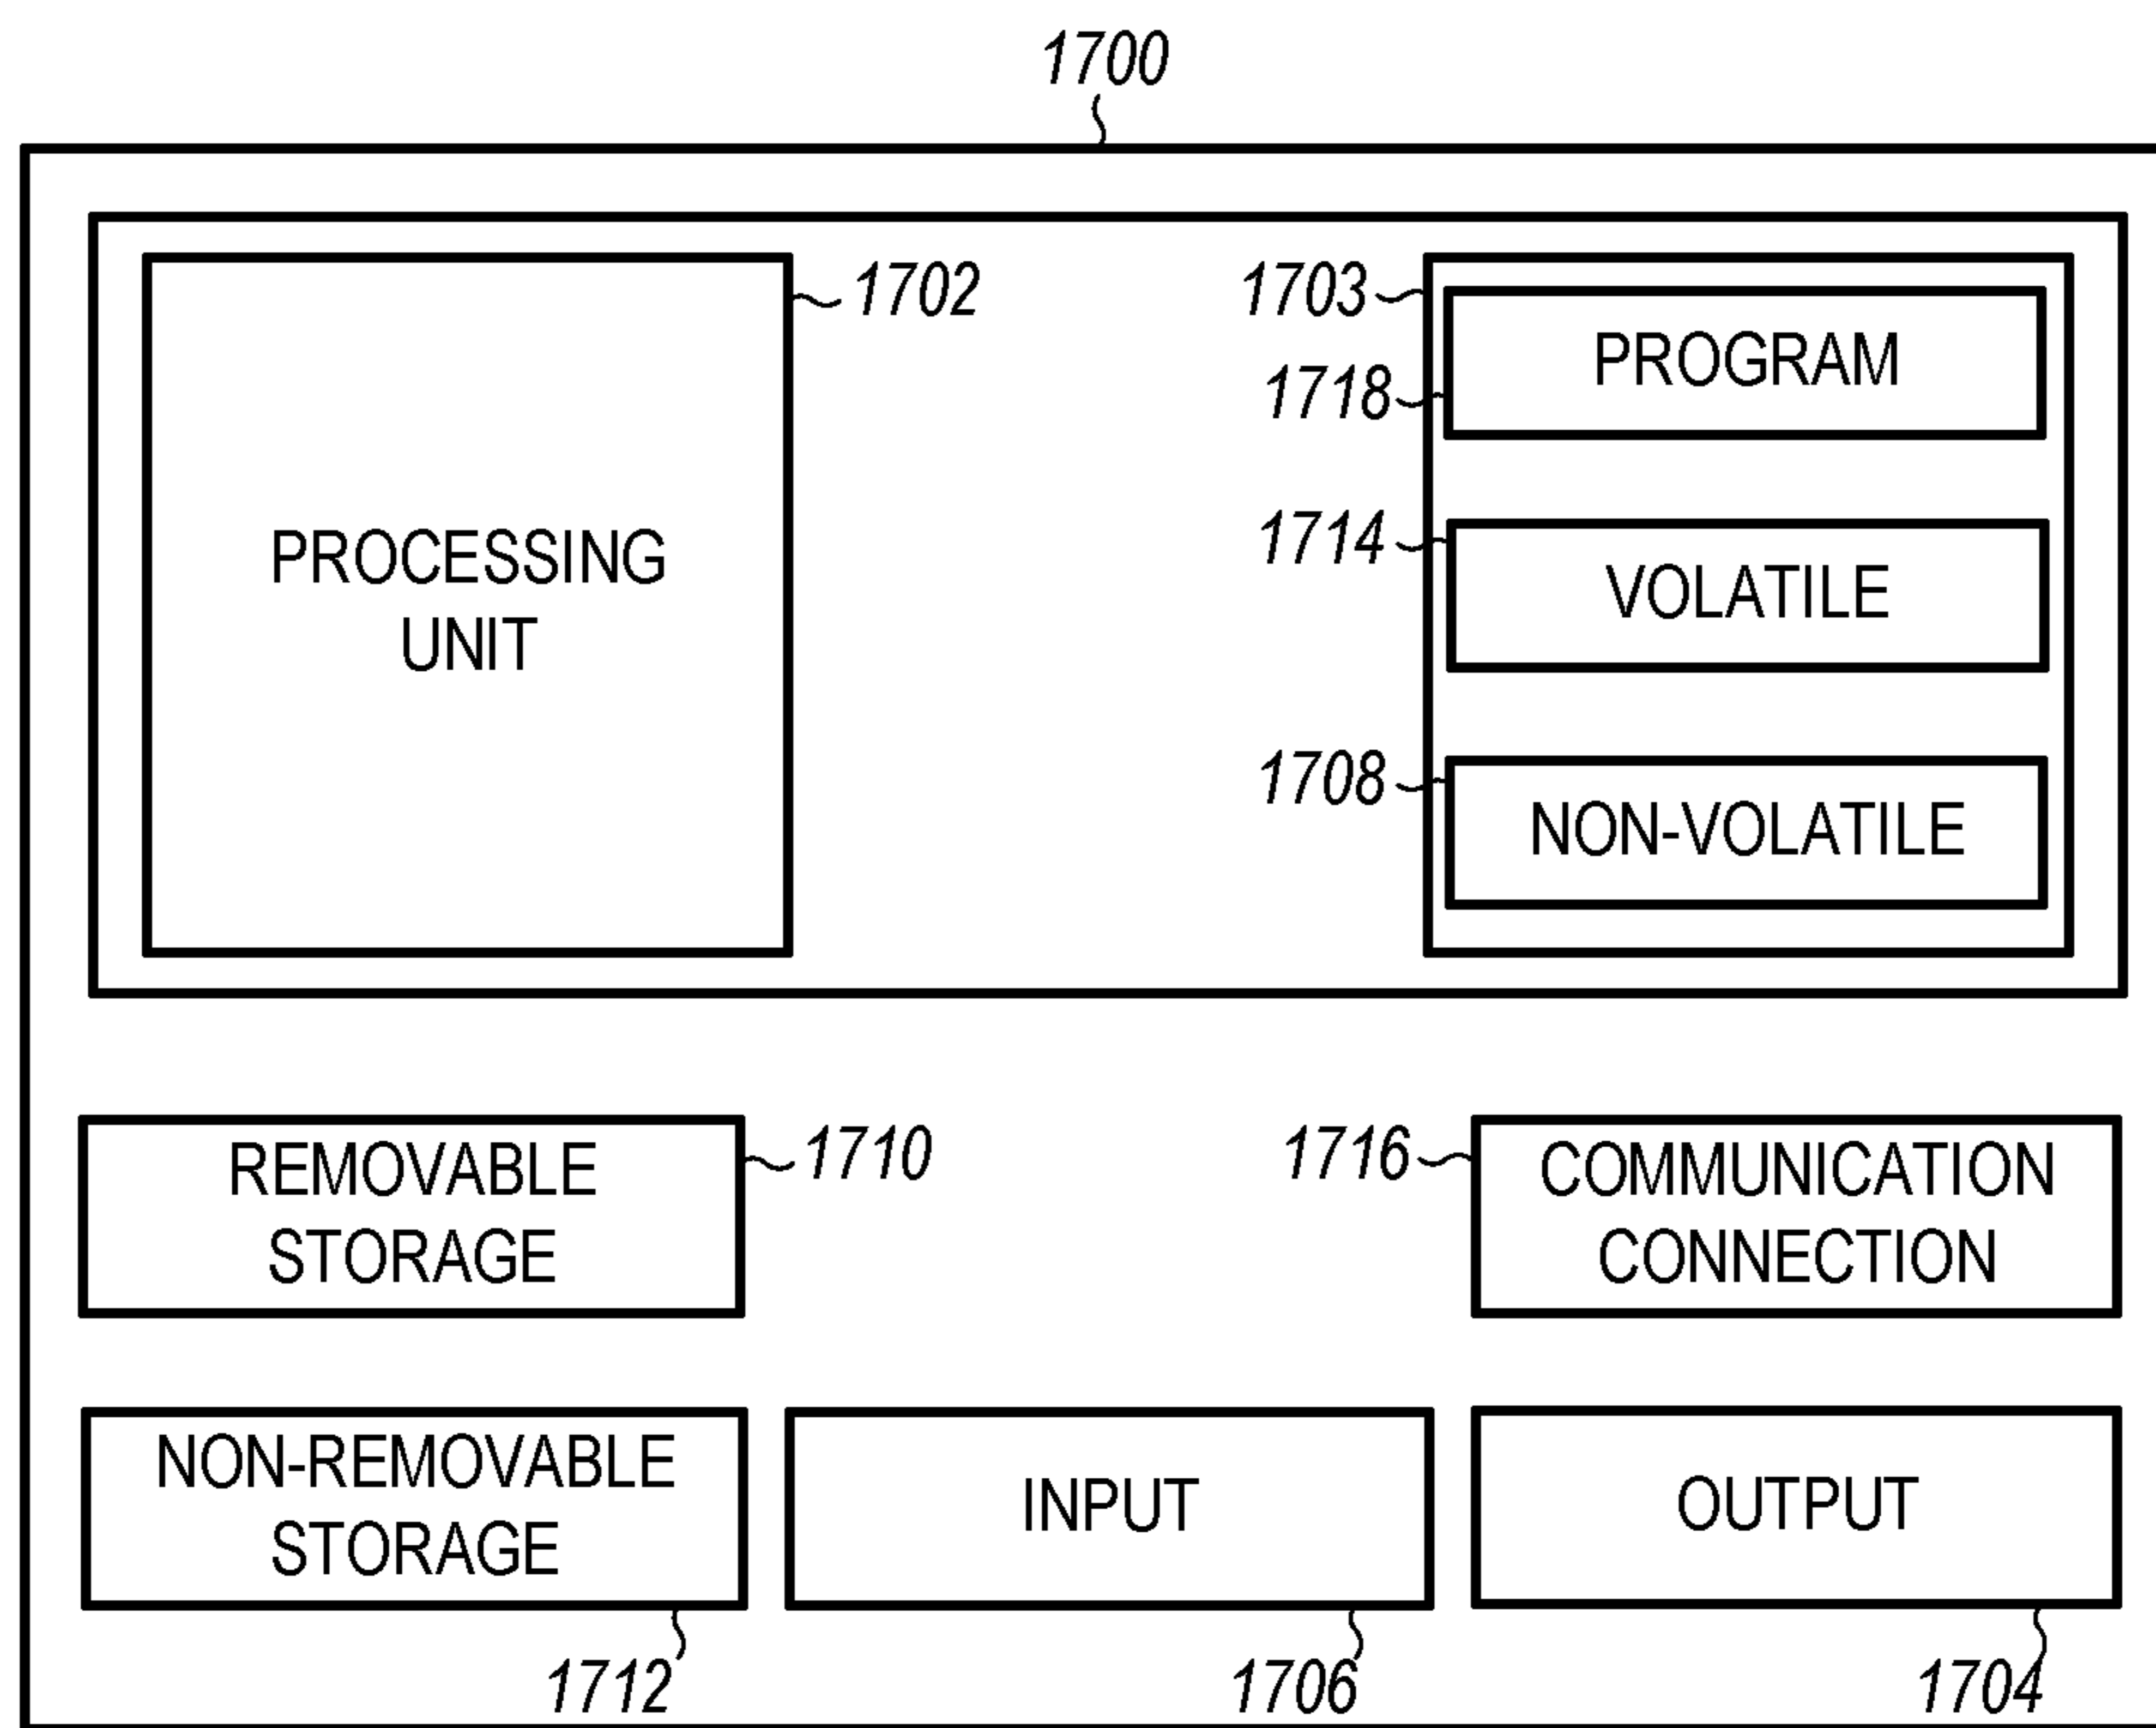 1700
1702
1703
PROGRAM
1718
PROCESSING
UNIT
1714
VOLATILE
1708
NON-VOLATILE
REMOVABLE
STORAGE
1710
1716
COMMUNICATION
CONNECTION
NON-REMOVABLE
STORAGE
INPUT
OUTPUT
1712
1706
1704